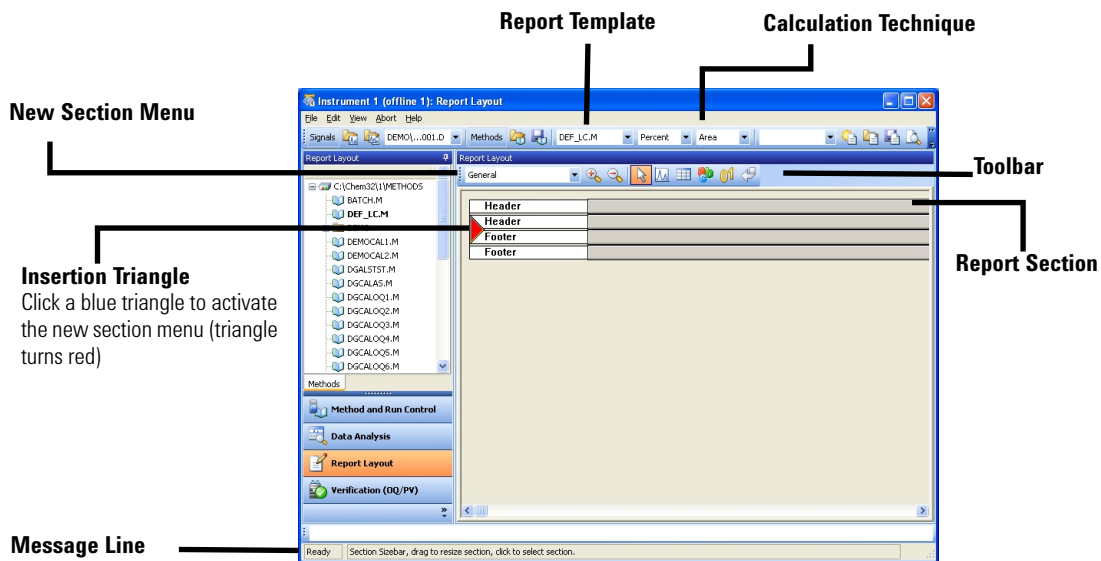 Report Template
Calculation Technique
New Section Menu
Instrument 1 (offline 1): Report Layout
File Edit View Abort Help
Signals DEMO\...001.D Methods DEF_LC.M Percent Area
Report Layout
Report Layout
General
Toolbar
C:\Chem32\1\METHODS
BATCH.M
DEF_LC.M
DEMOCAL1.M
DEMOCAL2.M
DGALSTST.M
DGCALAS.M
DGCALOQ1.M
DGCALOQ2.M
DGCALOQ3.M
DGCALOQ4.M
DGCALOQS.M
DGCALOQ6.M
Header
Header
Footer
Footer
Report Section
Insertion Triangle
Click a blue triangle to activate
the new section menu (triangle
turns red)
Methods
Method and Run Control
Data Analysis
Report Layout
Verification (OQ/PV)
Message Line
Ready Section Sizebar, drag to resize section, click to select section.